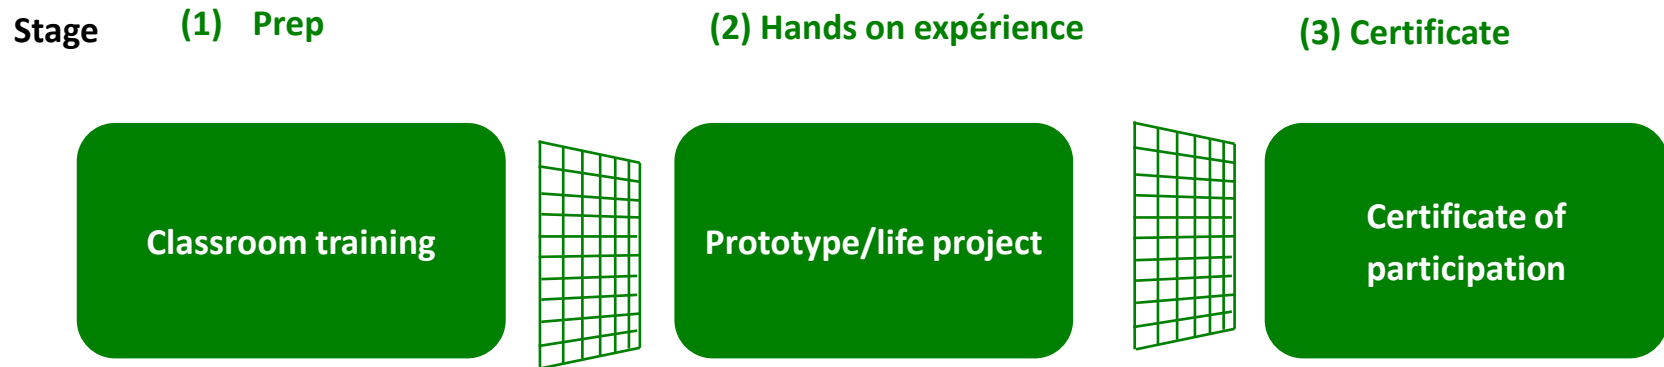 Stage
(1) Prep
(2) Hands on expérience
(3) Certificate
Classroom training
Prototype/life project
Certificate of
participation